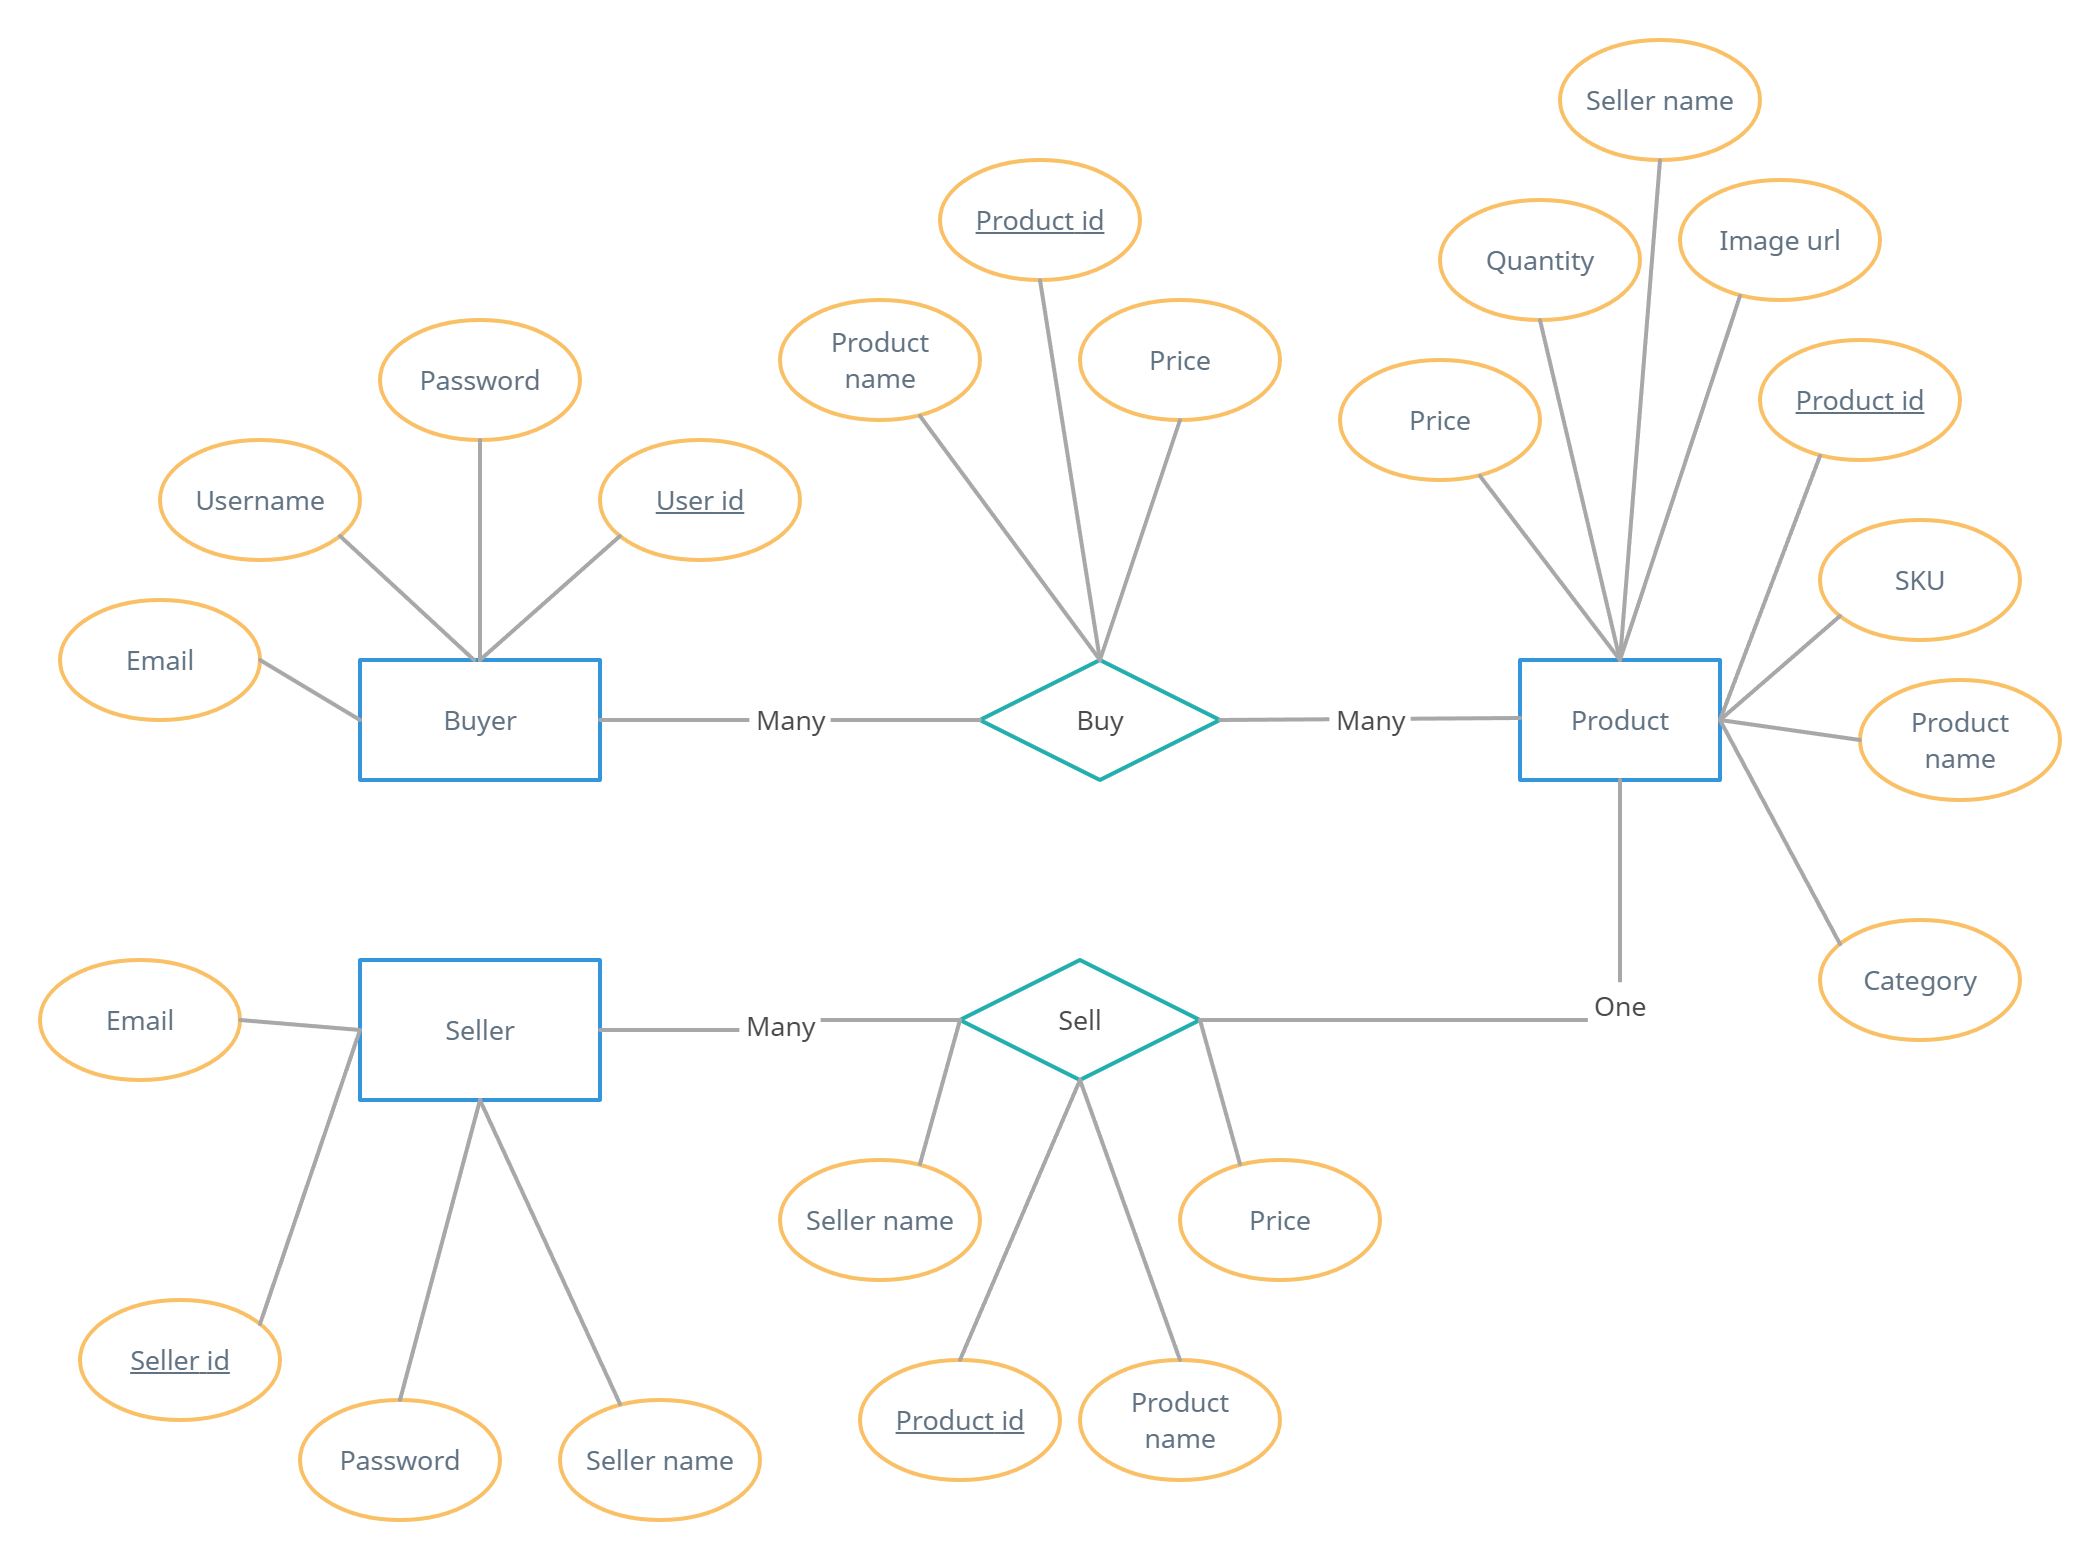 Seller name
Product id
Image url
Quantity
Product
name
Price
Password
Product id
Price
Username
User id
SKU
Email
Buyer
Many
Buy
Many
Product
Product
name
Email
Seller
Many
Sell
One
Category
Seller name
Price
Seller id
Password
Seller name
Product id
Product
name